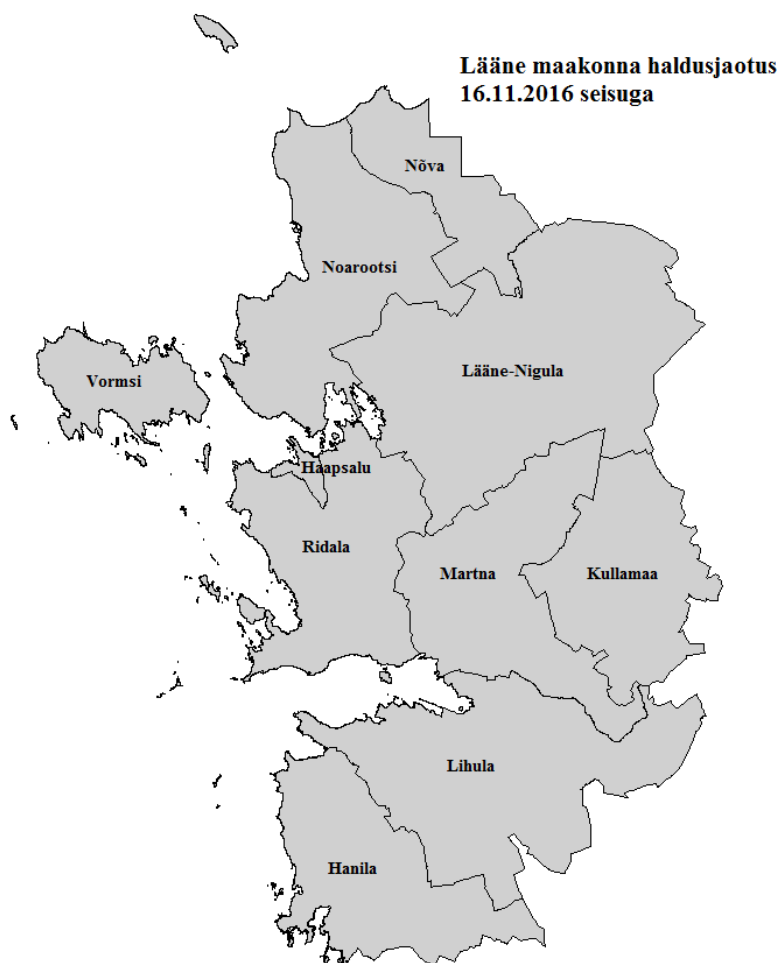 Lääne maakonna haldusjaotus
16.11.2016 seisuga
Nõva
Noarootsi
Lääne-Nigula
Vormsi
Haapsalu
Ridala
Martna
Kullamaa
Lihula
Hanila